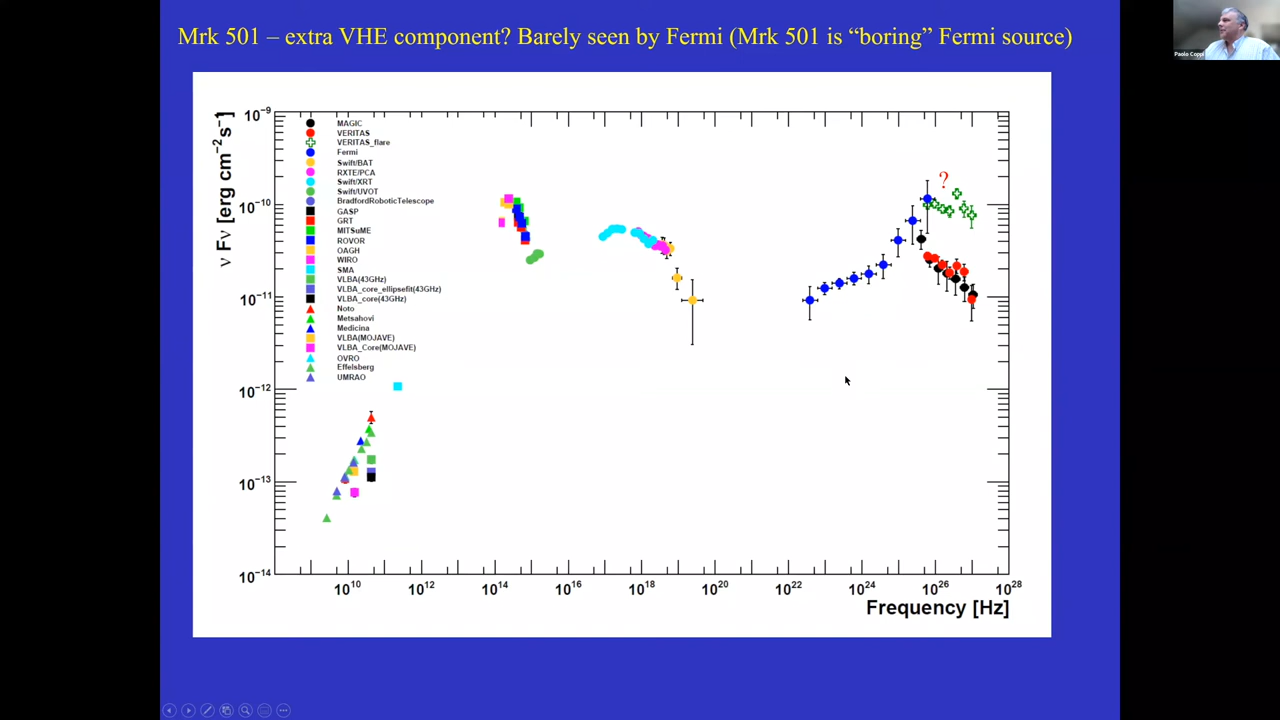 Mrk 501 – extra VHE component? Barely seen by Fermi (Mrk 501 is “boring” Fermi source)
Paolo Coppi
ν Fν [erg cm⁻² s⁻¹]
10⁻⁹
10⁻¹⁰
10⁻¹¹
10⁻¹²
10⁻¹³
10⁻¹⁴
MAGIC
VERITAS
VERITAS_flare
Fermi
Swift/BAT
RXTE/PCA
Swift/XRT
Swift/UVOT
BradfordRoboticTelescope
GASP
GRT
MITSuME
ROVOR
OAGH
WIRO
SMA
VLBA(43GHz)
VLBA_core_ellipsefit(43GHz)
VLBA_core(43GHz)
Noto
Metsahovi
Medicina
VLBA(MOJAVE)
VLBA_Core(MOJAVE)
OVRO
Effelsberg
UMRAO
?
10¹⁰ 10¹² 10¹⁴ 10¹⁶ 10¹⁸ 10²⁰ 10²² 10²⁴ 10²⁶ 10²⁸
Frequency [Hz]